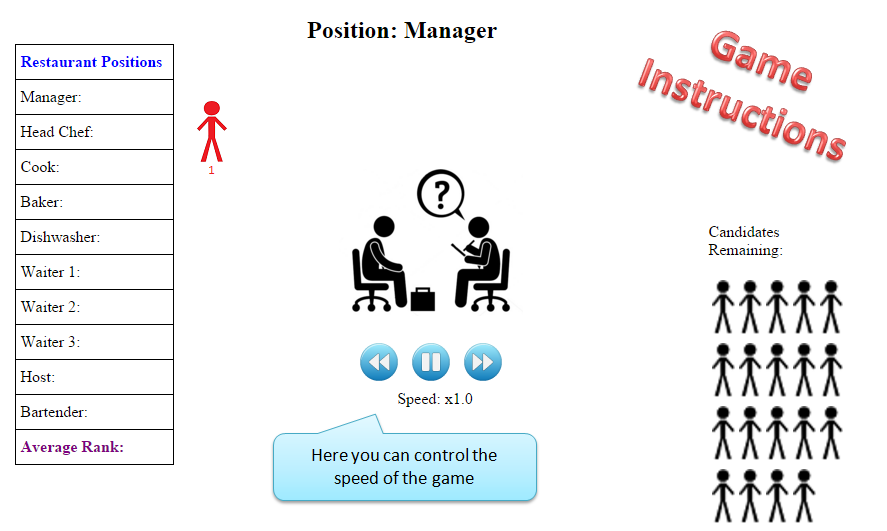 Position: Manager
Game
Instructions
Restaurant Positions
Manager:
Head Chef:
Cook:
Baker:
Dishwasher:
Waiter 1:
Waiter 2:
Waiter 3:
Host:
Bartender:
Average Rank:
1
?
Speed: x1.0
Here you can control the
speed of the game
Candidates
Remaining: